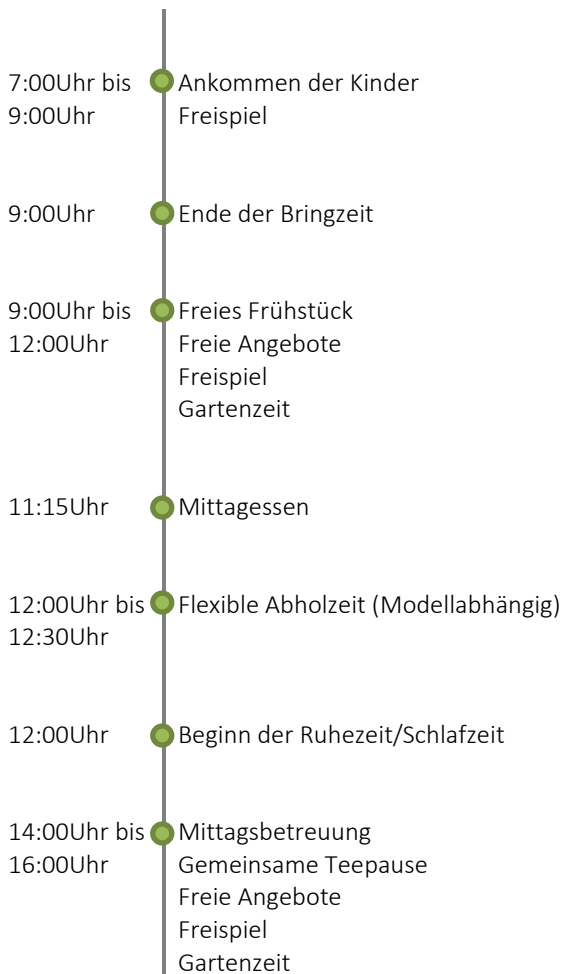 7:00Uhr bis Ankommen der Kinder
9:00Uhr Freispiel
9:00Uhr Ende der Bringzeit
9:00Uhr bis Freies Frühstück
12:00Uhr Freie Angebote
Freispiel
Gartenzeit
11:15Uhr Mittagessen
12:00Uhr bis Flexible Abholzeit (Modellabhängig)
12:30Uhr
12:00Uhr Beginn der Ruhezeit/Schlafzeit
14:00Uhr bis Mittagsbetreuung
16:00Uhr Gemeinsame Teepause
Freie Angebote
Freispiel
Gartenzeit